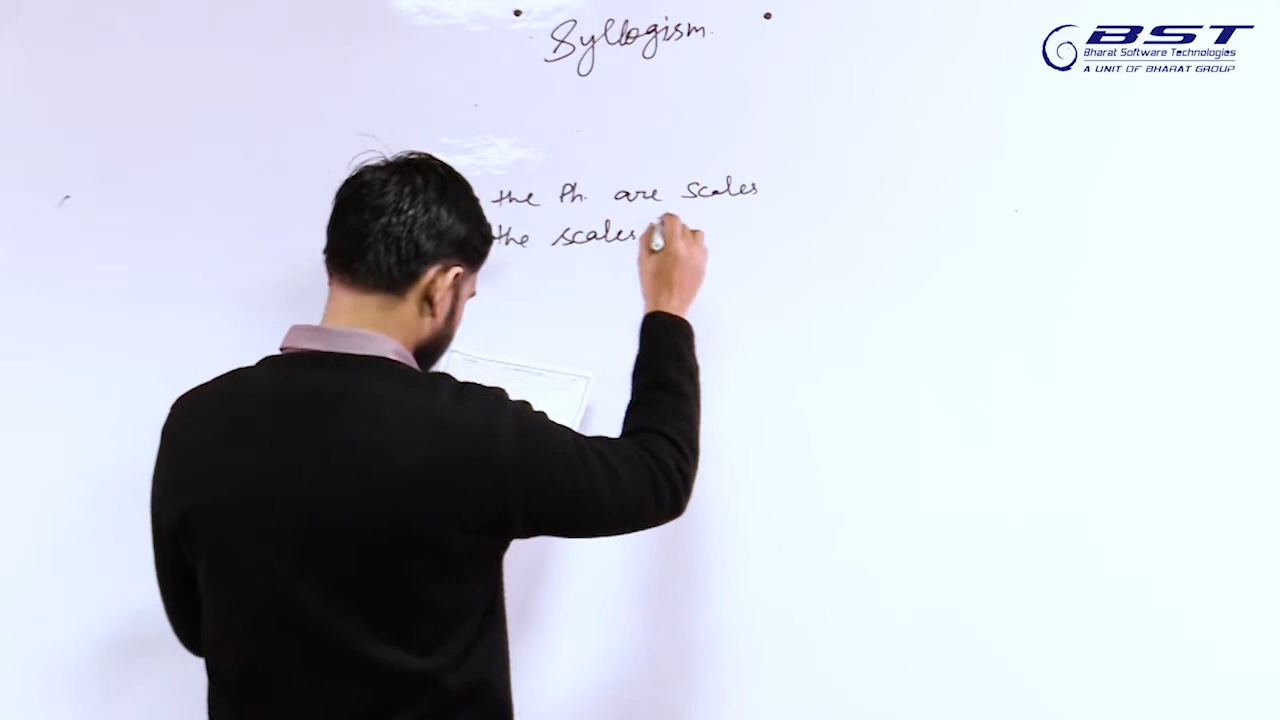 Syllogism.
BST
Bharat Software Technologies
A UNIT OF BHARAT GROUP
the Ph. are scales
the scales